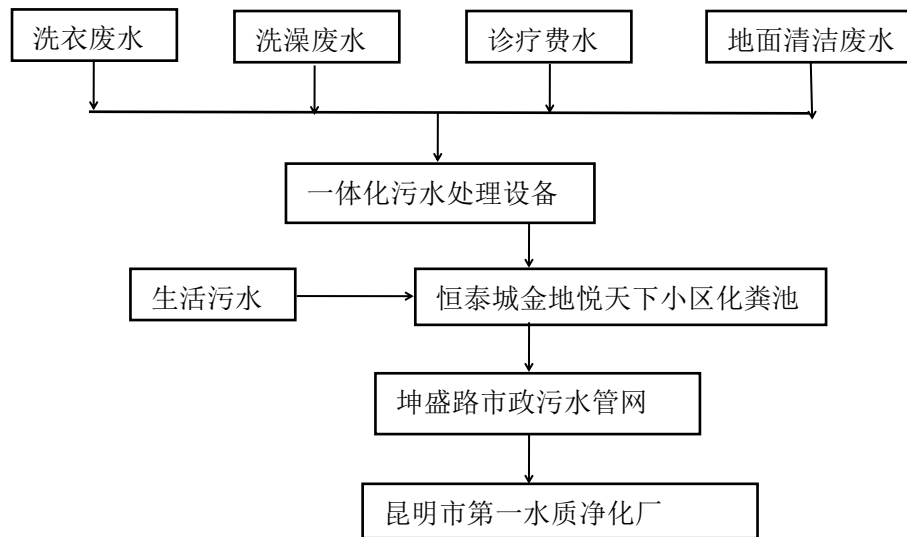 洗衣废水
洗澡废水
诊疗费水
地面清洁废水
一体化污水处理设备
生活污水
恒泰城金地悦天下小区化粪池
坤盛路市政污水管网
昆明市第一水质净化厂